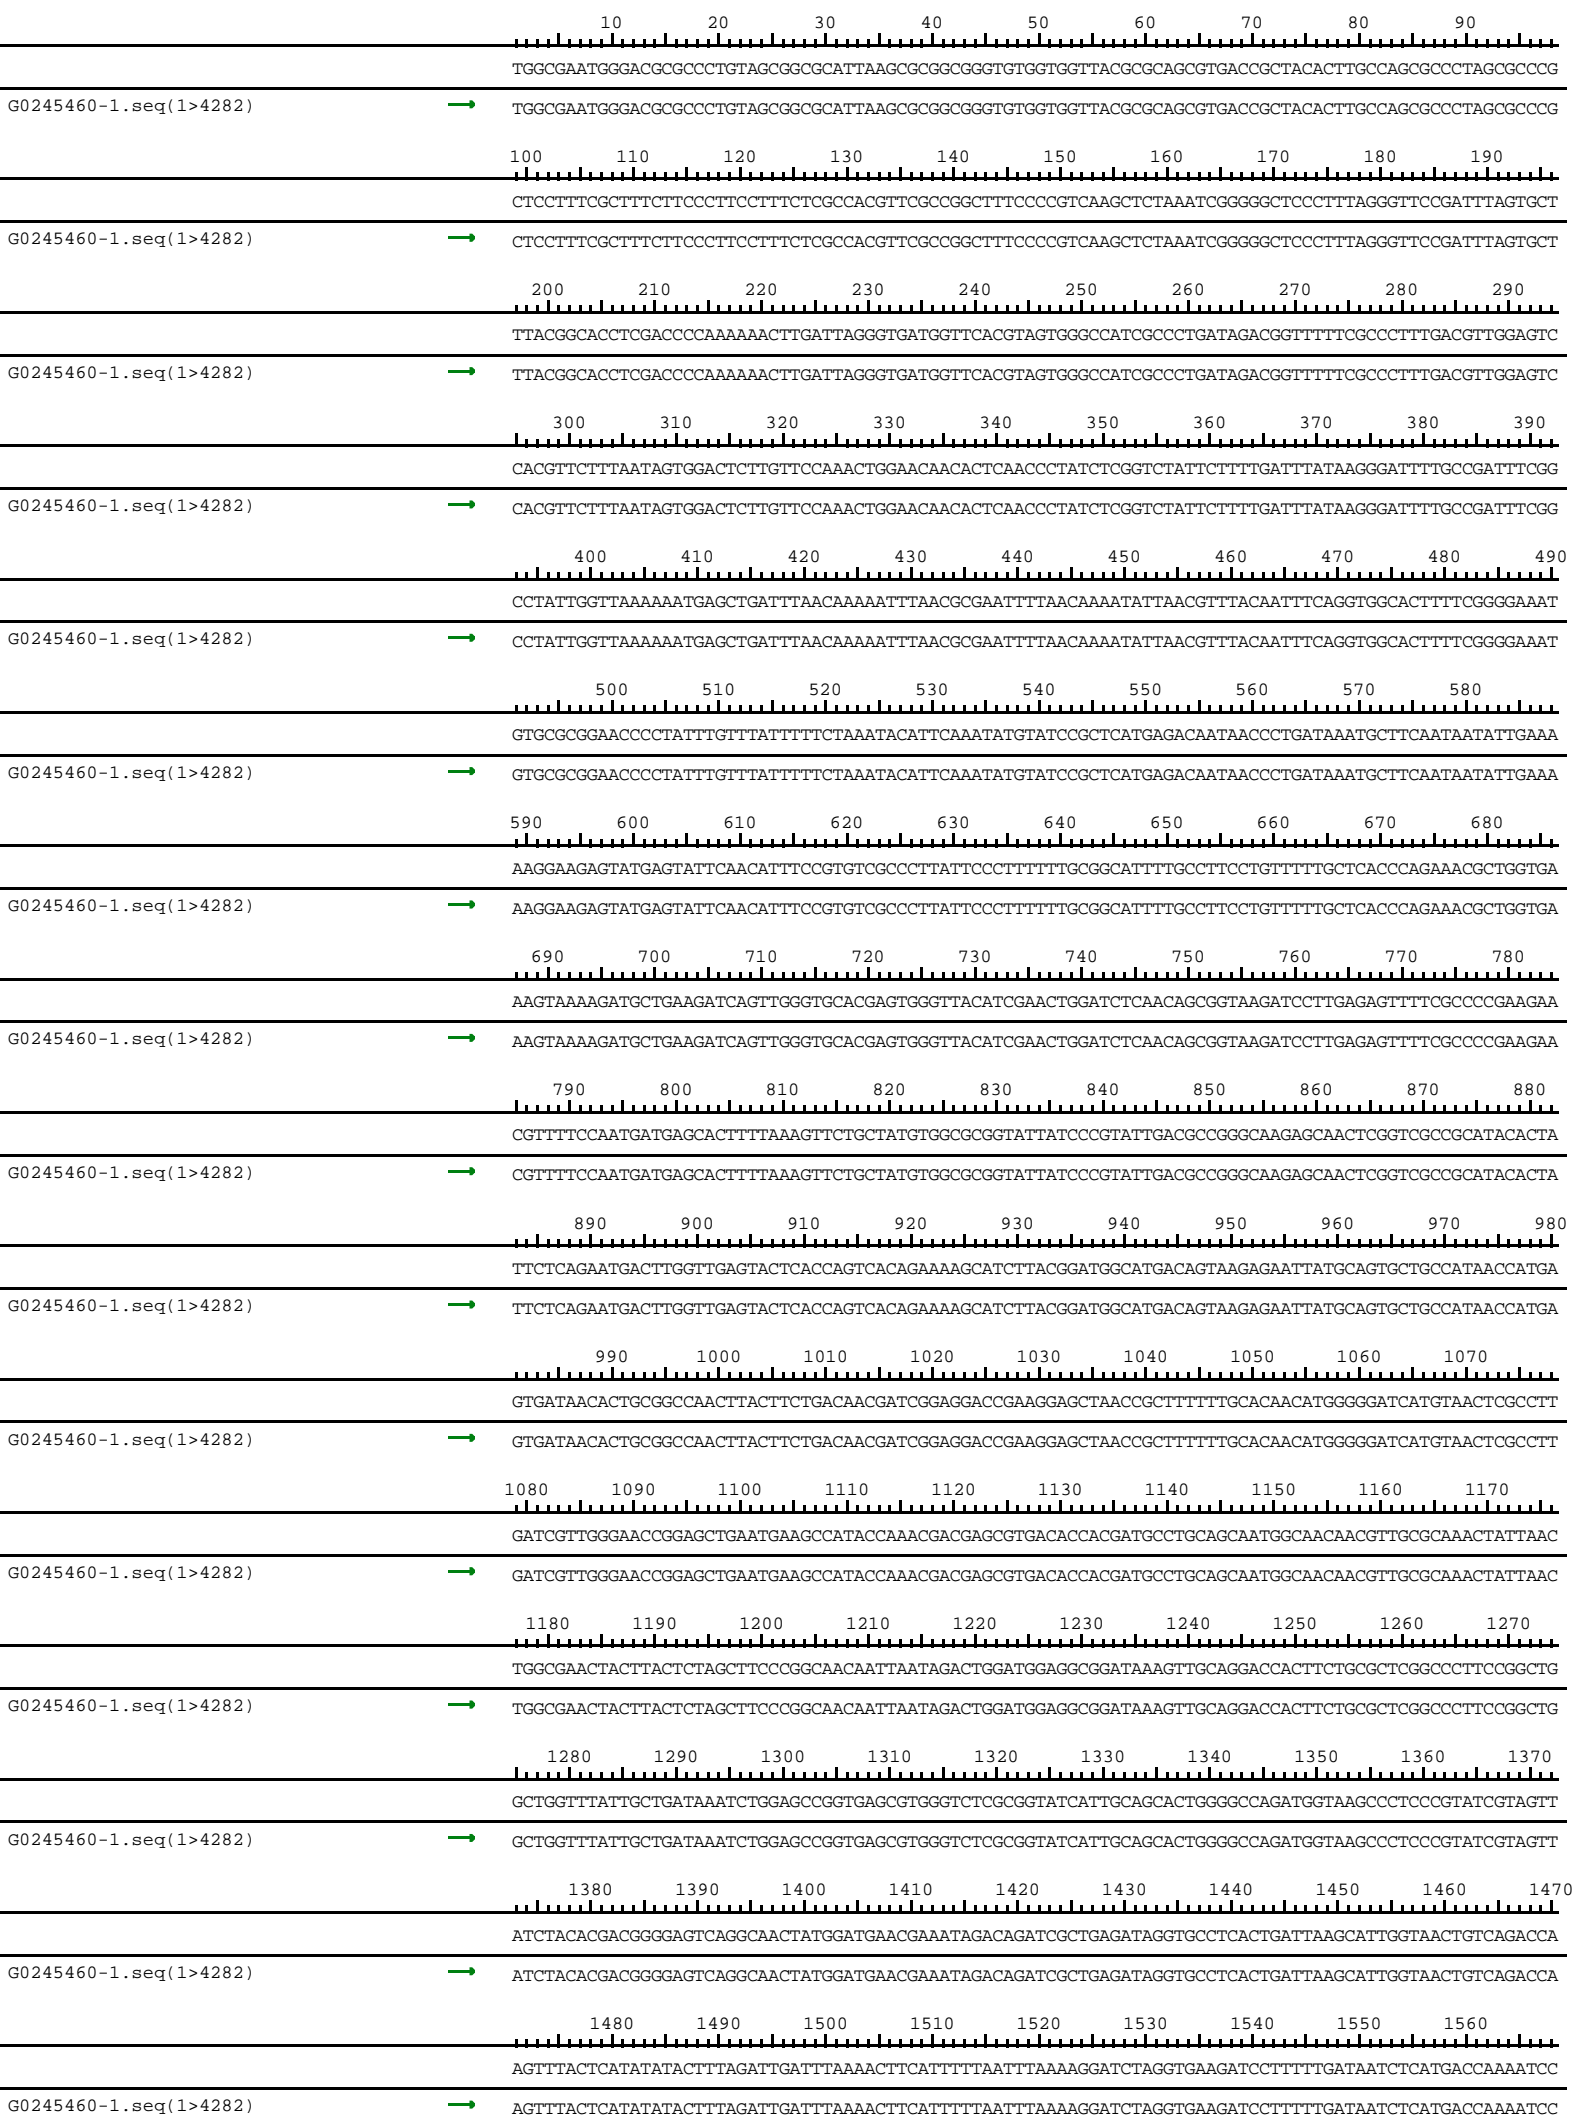 10 20 30 40 50 60 70 80 90
TGGCGAATGGGACGCGCCCTGTAGCGGCGCATTAAGCGCGGCGGGTGTGGTGGTTACGCGCAGCGTGACCGCTACACTTGCCAGCGCCCTAGCGCCCG
G0245460-1.seq(1>4282) TGGCGAATGGGACGCGCCCTGTAGCGGCGCATTAAGCGCGGCGGGTGTGGTGGTTACGCGCAGCGTGACCGCTACACTTGCCAGCGCCCTAGCGCCCG
100 110 120 130 140 150 160 170 180 190
CTCCTTTCGCTTTCTTCCCTTCCTTTCTCGCCACGTTCGCCGGCTTTCCCCGTCAAGCTCTAAATCGGGGGCTCCCTTTAGGGTTCCGATTTAGTGCT
G0245460-1.seq(1>4282) CTCCTTTCGCTTTCTTCCCTTCCTTTCTCGCCACGTTCGCCGGCTTTCCCCGTCAAGCTCTAAATCGGGGGCTCCCTTTAGGGTTCCGATTTAGTGCT
200 210 220 230 240 250 260 270 280 290
TTACGGCACCTCGACCCCAAAAAACTTGATTAGGGTGATGGTTCACGTAGTGGGCCATCGCCCTGATAGACGGTTTTTCGCCCTTTGACGTTGGAGTC
G0245460-1.seq(1>4282) TTACGGCACCTCGACCCCAAAAAACTTGATTAGGGTGATGGTTCACGTAGTGGGCCATCGCCCTGATAGACGGTTTTTCGCCCTTTGACGTTGGAGTC
300 310 320 330 340 350 360 370 380 390
CACGTTCTTTAATAGTGGACTCTTGTTCCAAACTGGAACAACACTCAACCCTATCTCGGTCTATTCTTTTGATTTATAAGGGATTTTGCCGATTTCGG
G0245460-1.seq(1>4282) CACGTTCTTTAATAGTGGACTCTTGTTCCAAACTGGAACAACACTCAACCCTATCTCGGTCTATTCTTTTGATTTATAAGGGATTTTGCCGATTTCGG
400 410 420 430 440 450 460 470 480 490
CCTATTGGTTAAAAAATGAGCTGATTTAACAAAAATTTAACGCGAATTTTAACAAAATATTAACGTTTACAATTTCAGGTGGCACTTTTCGGGGAAAT
G0245460-1.seq(1>4282) CCTATTGGTTAAAAAATGAGCTGATTTAACAAAAATTTAACGCGAATTTTAACAAAATATTAACGTTTACAATTTCAGGTGGCACTTTTCGGGGAAAT
500 510 520 530 540 550 560 570 580
GTGCGCGGAACCCCTATTTGTTTATTTTTCTAAATACATTCAAATATGTATCCGCTCATGAGACAATAACCCTGATAAATGCTTCAATAATATTGAAA
G0245460-1.seq(1>4282) GTGCGCGGAACCCCTATTTGTTTATTTTTCTAAATACATTCAAATATGTATCCGCTCATGAGACAATAACCCTGATAAATGCTTCAATAATATTGAAA
590 600 610 620 630 640 650 660 670 680
AAGGAAGAGTATGAGTATTCAACATTTCCGTGTCGCCCTTATTCCCTTTTTTGCGGCATTTTGCCTTCCTGTTTTTGCTCACCCAGAAACGCTGGTGA
G0245460-1.seq(1>4282) AAGGAAGAGTATGAGTATTCAACATTTCCGTGTCGCCCTTATTCCCTTTTTTGCGGCATTTTGCCTTCCTGTTTTTGCTCACCCAGAAACGCTGGTGA
690 700 710 720 730 740 750 760 770 780
AAGTAAAAGATGCTGAAGATCAGTTGGGTGCACGAGTGGGTTACATCGAACTGGATCTCAACAGCGGTAAGATCCTTGAGAGTTTTCGCCCCGAAGAA
G0245460-1.seq(1>4282) AAGTAAAAGATGCTGAAGATCAGTTGGGTGCACGAGTGGGTTACATCGAACTGGATCTCAACAGCGGTAAGATCCTTGAGAGTTTTCGCCCCGAAGAA
790 800 810 820 830 840 850 860 870 880
CGTTTTCCAATGATGAGCACTTTTAAAGTTCTGCTATGTGGCGCGGTATTATCCCGTATTGACGCCGGGCAAGAGCAACTCGGTCGCCGCATACACTA
G0245460-1.seq(1>4282) CGTTTTCCAATGATGAGCACTTTTAAAGTTCTGCTATGTGGCGCGGTATTATCCCGTATTGACGCCGGGCAAGAGCAACTCGGTCGCCGCATACACTA
890 900 910 920 930 940 950 960 970 980
TTCTCAGAATGACTTGGTTGAGTACTCACCAGTCACAGAAAAGCATCTTACGGATGGCATGACAGTAAGAGAATTATGCAGTGCTGCCATAACCATGA
G0245460-1.seq(1>4282) TTCTCAGAATGACTTGGTTGAGTACTCACCAGTCACAGAAAAGCATCTTACGGATGGCATGACAGTAAGAGAATTATGCAGTGCTGCCATAACCATGA
990 1000 1010 1020 1030 1040 1050 1060 1070
GTGATAACACTGCGGCCAACTTACTTCTGACAACGATCGGAGGACCGAAGGAGCTAACCGCTTTTTTGCACAACATGGGGGATCATGTAACTCGCCTT
G0245460-1.seq(1>4282) GTGATAACACTGCGGCCAACTTACTTCTGACAACGATCGGAGGACCGAAGGAGCTAACCGCTTTTTTGCACAACATGGGGGATCATGTAACTCGCCTT
1080 1090 1100 1110 1120 1130 1140 1150 1160 1170
GATCGTTGGGAACCGGAGCTGAATGAAGCCATACCAAACGACGAGCGTGACACCACGATGCCTGCAGCAATGGCAACAACGTTGCGCAAACTATTAAC
G0245460-1.seq(1>4282) GATCGTTGGGAACCGGAGCTGAATGAAGCCATACCAAACGACGAGCGTGACACCACGATGCCTGCAGCAATGGCAACAACGTTGCGCAAACTATTAAC
1180 1190 1200 1210 1220 1230 1240 1250 1260 1270
TGGCGAACTACTTACTCTAGCTTCCCGGCAACAATTAATAGACTGGATGGAGGCGGATAAAGTTGCAGGACCACTTCTGCGCTCGGCCCTTCCGGCTG
G0245460-1.seq(1>4282) TGGCGAACTACTTACTCTAGCTTCCCGGCAACAATTAATAGACTGGATGGAGGCGGATAAAGTTGCAGGACCACTTCTGCGCTCGGCCCTTCCGGCTG
1280 1290 1300 1310 1320 1330 1340 1350 1360 1370
GCTGGTTTATTGCTGATAAATCTGGAGCCGGTGAGCGTGGGTCTCGCGGTATCATTGCAGCACTGGGGCCAGATGGTAAGCCCTCCCGTATCGTAGTT
G0245460-1.seq(1>4282) GCTGGTTTATTGCTGATAAATCTGGAGCCGGTGAGCGTGGGTCTCGCGGTATCATTGCAGCACTGGGGCCAGATGGTAAGCCCTCCCGTATCGTAGTT
1380 1390 1400 1410 1420 1430 1440 1450 1460 1470
ATCTACACGACGGGGAGTCAGGCAACTATGGATGAACGAAATAGACAGATCGCTGAGATAGGTGCCTCACTGATTAAGCATTGGTAACTGTCAGACCA
G0245460-1.seq(1>4282) ATCTACACGACGGGGAGTCAGGCAACTATGGATGAACGAAATAGACAGATCGCTGAGATAGGTGCCTCACTGATTAAGCATTGGTAACTGTCAGACCA
1480 1490 1500 1510 1520 1530 1540 1550 1560
AGTTTACTCATATATACTTTAGATTGATTTAAAACTTCATTTTTAATTTAAAAGGATCTAGGTGAAGATCCTTTTTGATAATCTCATGACCAAAATCC
G0245460-1.seq(1>4282) AGTTTACTCATATATACTTTAGATTGATTTAAAACTTCATTTTTAATTTAAAAGGATCTAGGTGAAGATCCTTTTTGATAATCTCATGACCAAAATCC